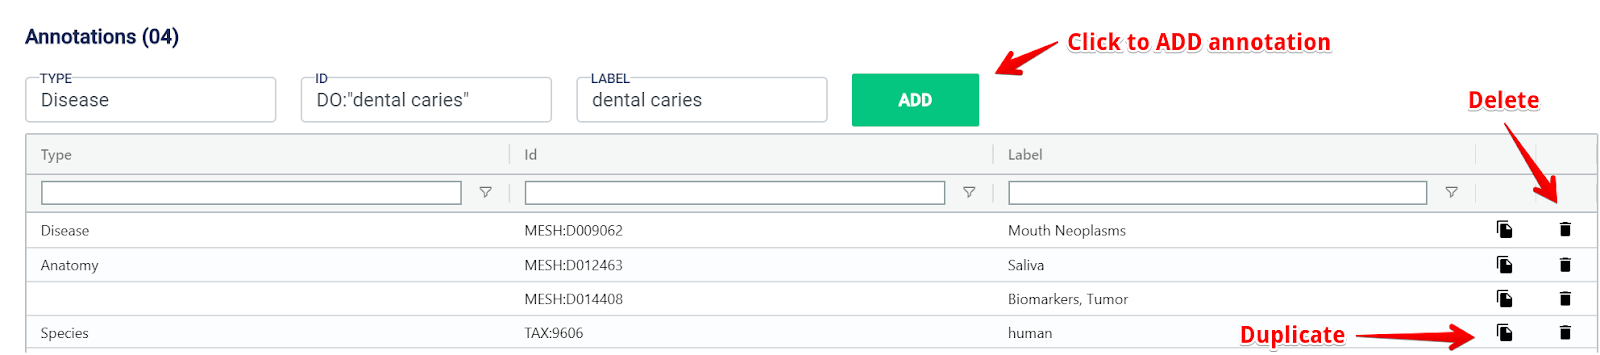 Annotations (04)
Click to ADD annotation
TYPE
Disease
ID
DO:"dental caries"
LABEL
dental caries
ADD
Delete
Type Id Label
Disease MESH:D009062 Mouth Neoplasms
Anatomy MESH:D012463 Saliva
MESH:D014408 Biomarkers, Tumor
Species TAX:9606 human
Duplicate